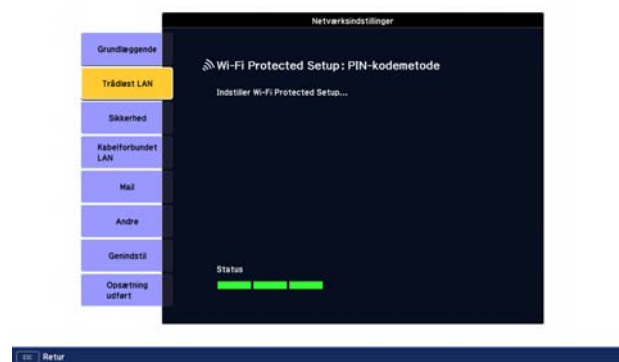 Netværksindstillinger
Grundlæggende
Trådløst LAN
Sikkerhed
Kabelforbundet
LAN
Mail
Andre
Genindstil
Opsætning
udført
Wi-Fi Protected Setup: PIN-kodemetode
Indstiller Wi-Fi Protected Setup...
Status
Esc Retur